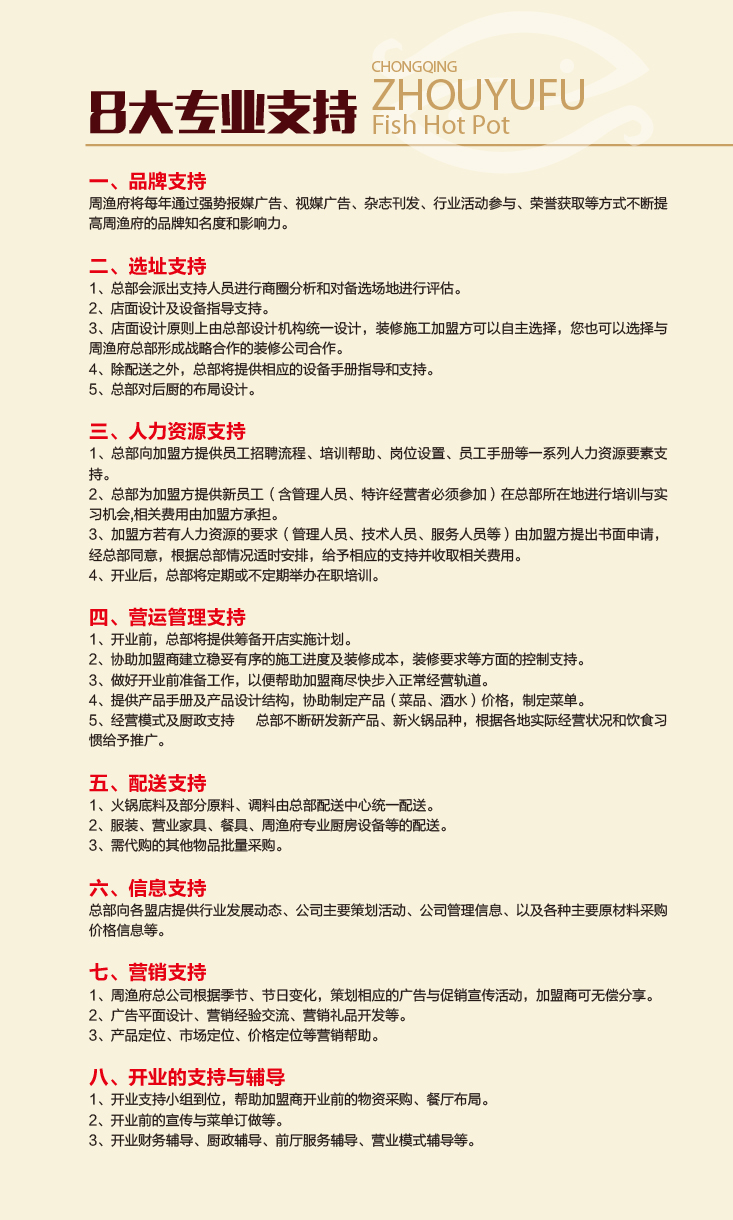 8大专业支持
CHONGQING
ZHOUYUFU
Fish Hot Pot
一、品牌支持
周渔府将每年通过强势报媒广告、视媒广告、杂志刊发、行业活动参与、荣誉获取等方式不断提
高周渔府的品牌知名度和影响力。
二、选址支持
1、总部会派出支持人员进行商圈分析和对备选场地进行评估。
2、店面设计及设备指导支持。
3、店面设计原则上由总部设计机构统一设计，装修施工加盟方可以自主选择，您也可以选择与
周渔府总部形成战略合作的装修公司合作。
4、除配送之外，总部将提供相应的设备手册指导和支持。
5、总部对后厨的布局设计。
三、人力资源支持
1、总部向加盟方提供员工招聘流程、培训帮助、岗位设置、员工手册等一系列人力资源要素支
持。
2、总部为加盟方提供新员工（含管理人员、特许经营者必须参加）在总部所在地进行培训与实
习机会,相关费用由加盟方承担。
3、加盟方若有人力资源的要求（管理人员、技术人员、服务人员等）由加盟方提出书面申请，
经总部同意，根据总部情况适时安排，给予相应的支持并收取相关费用。
4、开业后，总部将定期或不定期举办在职培训。
四、营运管理支持
1、开业前，总部将提供筹备开店实施计划。
2、协助加盟商建立稳妥有序的施工进度及装修成本，装修要求等方面的控制支持。
3、做好开业前准备工作，以便帮助加盟商尽快步入正常经营轨道。
4、提供产品手册及产品设计结构，协助制定产品（菜品、酒水）价格，制定菜单。
5、经营模式及厨政支持　总部不断研发新产品、新火锅品种，根据各地实际经营状况和饮食习
惯给予推广。
五、配送支持
1、火锅底料及部分原料、调料由总部配送中心统一配送。
2、服装、营业家具、餐具、周渔府专业厨房设备等的配送。
3、需代购的其他物品批量采购。
六、信息支持
总部向各盟店提供行业发展动态、公司主要策划活动、公司管理信息、以及各种主要原材料采购
价格信息等。
七、营销支持
1、周渔府总公司根据季节、节日变化，策划相应的广告与促销宣传活动，加盟商可无偿分享。
2、广告平面设计、营销经验交流、营销礼品开发等。
3、产品定位、市场定位、价格定位等营销帮助。
八、开业的支持与辅导
1、开业支持小组到位，帮助加盟商开业前的物资采购、餐厅布局。
2、开业前的宣传与菜单订做等。
3、开业财务辅导、厨政辅导、前厅服务辅导、营业模式辅导等。